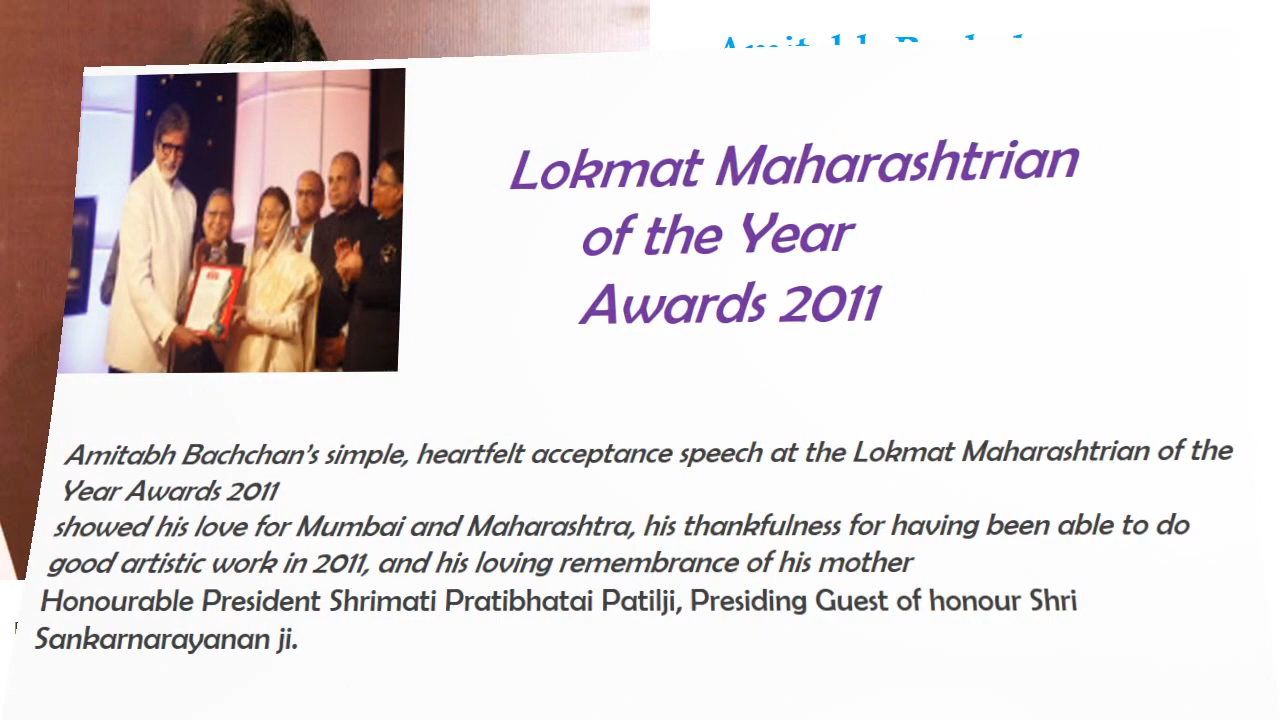 Lokmat Maharashtrian
of the Year
Awards 2011
Amitabh Bachchan's simple, heartfelt acceptance speech at the Lokmat Maharashtrian of the
Year Awards 2011
showed his love for Mumbai and Maharashtra, his thankfulness for having been able to do
good artistic work in 2011, and his loving remembrance of his mother
Honourable President Shrimati Pratibhatai Patilji, Presiding Guest of honour Shri
Sankarnarayanan ji.